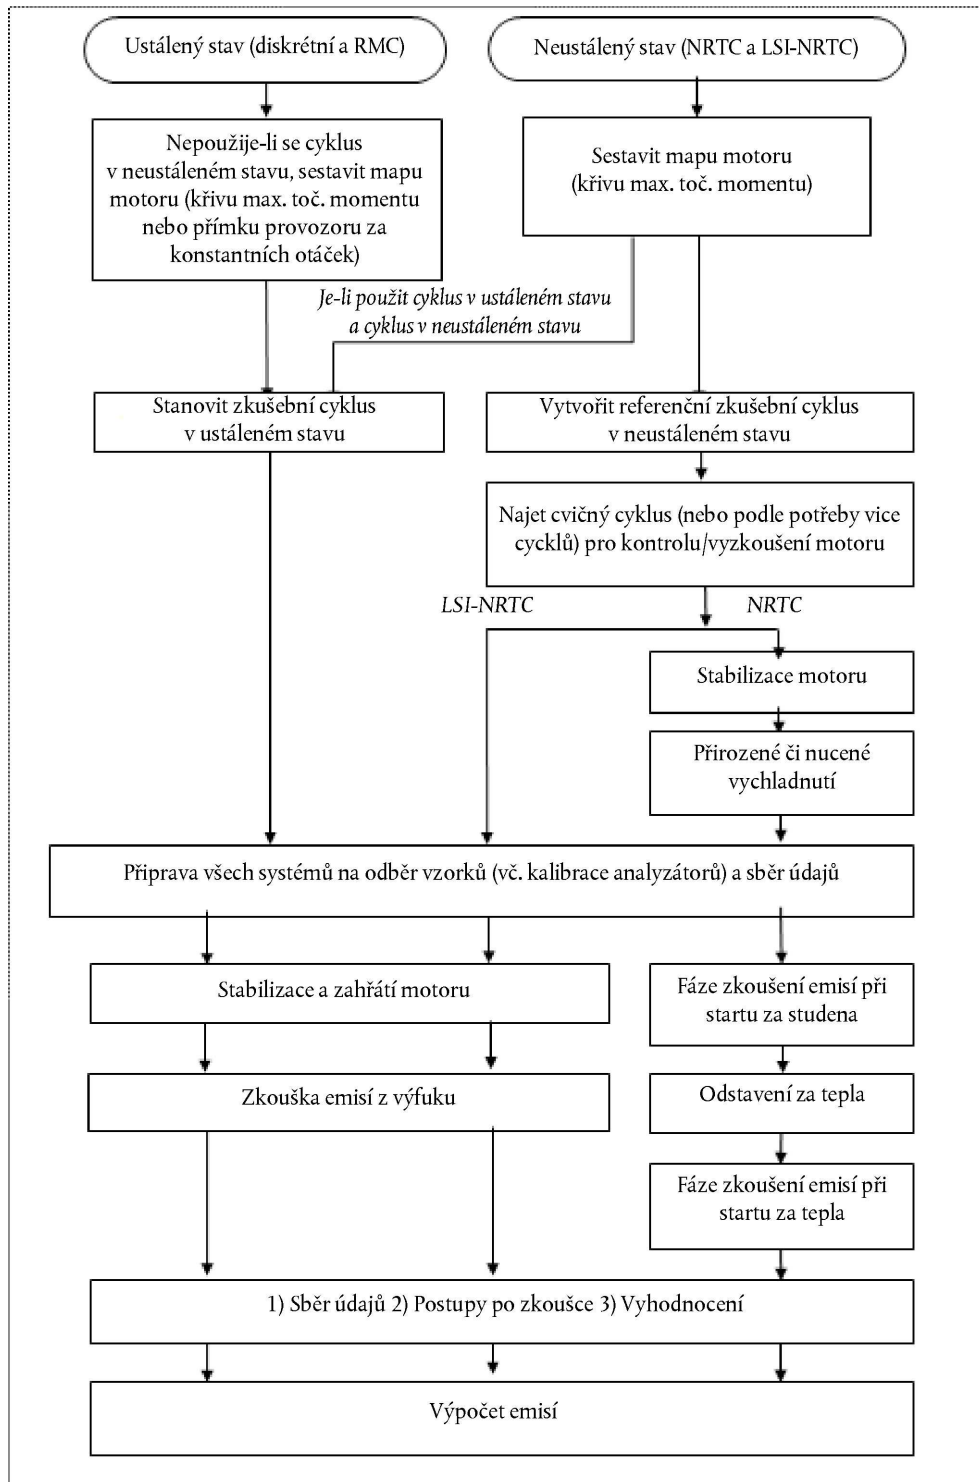 Ustálený stav (diskrétní a RMC)
Neustálený stav (NRTC a LSI-NRTC)
Nepoužije-li se cyklus
v neustáleném stavu, sestavit mapu
motoru (křivu max. toč. momentu
nebo přímku provozoru za
konstantních otáček)
Sestavit mapu motoru
(křivu max. toč. momentu)
Je-li použit cyklus v ustáleném stavu
a cyklus v neustáleném stavu
Stanovit zkušební cyklus
v ustáleném stavu
Vytvořit referenční zkušební cyklus
v neustáleném stavu
Najet cvičný cyklus (nebo podle potřeby vice
cycklů) pro kontrolu/vyzkoušení motoru
LSI-NRTC
NRTC
Stabilizace motoru
Přirozené či nucené
vychladnutí
Připrava všech systémů na odběr vzorků (vč. kalibrace analyzátorů) a sběr údajů
Stabilizace a zahřátí motoru
Fáze zkoušení emisí při
startu za studena
Zkouška emisí z výfuku
Odstavení za tepla
Fáze zkoušení emisí při
startu za tepla
1) Sběr údajů 2) Postupy po zkoušce 3) Vyhodnocení
Výpočet emisí